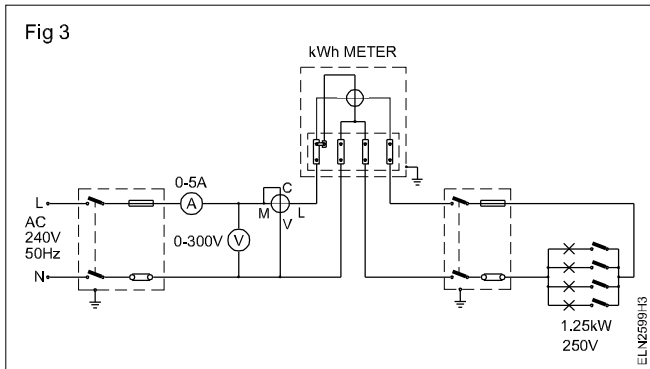 Fig 3
kWh METER
0-5A
L
A
C
M
L
V
AC
240V
50Hz
0-300V
V
N
1.25kW
250V
ELN2599H3